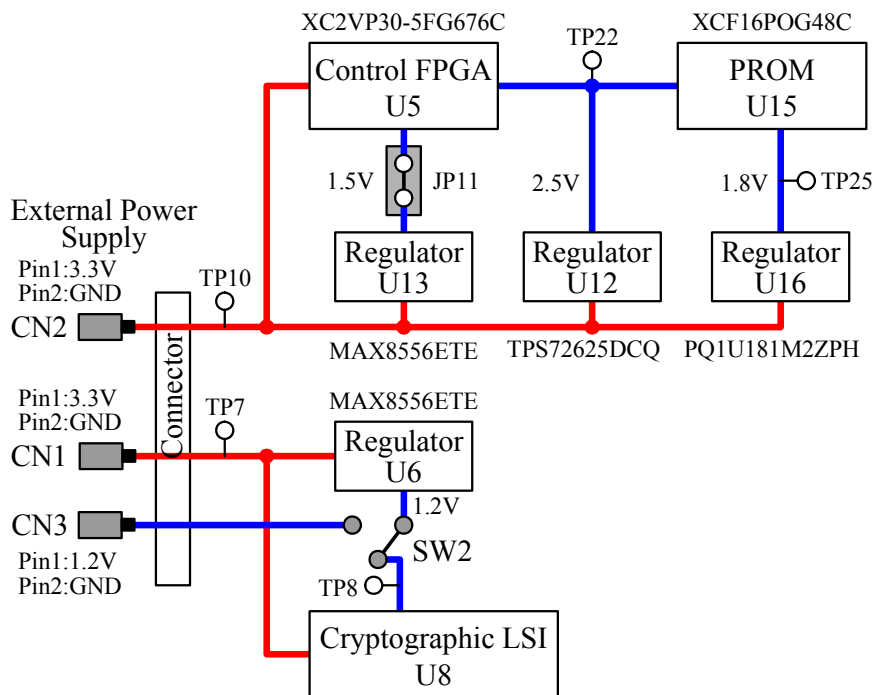 XC2VP30-5FG676C
TP22
XCF16POG48C
Control FPGA
U5
PROM
U15
1.5V
JP11
2.5V
1.8V
TP25
External Power
Supply
Pin1:3.3V
Pin2:GND
CN2
TP10
Regulator
U13
Regulator
U12
Regulator
U16
MAX8556ETE
TPS72625DCQ
PQ1U181M2ZPH
Connector
Pin1:3.3V
Pin2:GND
CN1
TP7
MAX8556ETE
Regulator
U6
1.2V
CN3
SW2
Pin1:1.2V
Pin2:GND
TP8
Cryptographic LSI
U8